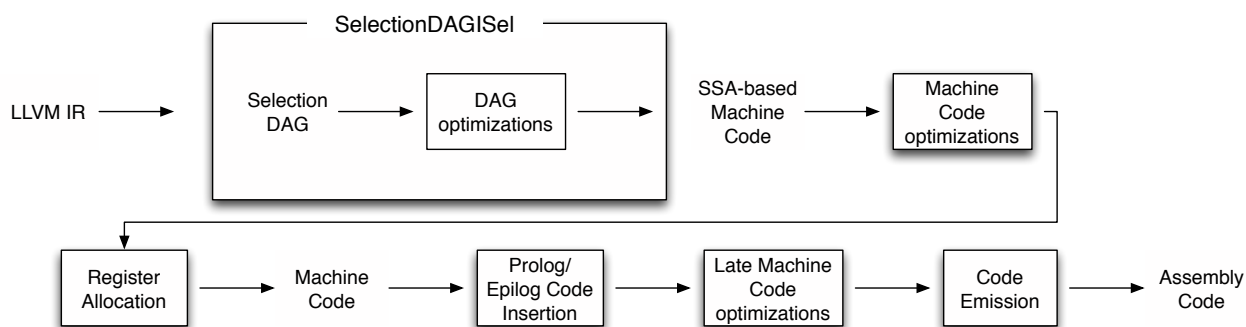 SelectionDAGISel
LLVM IR
Selection
DAG
DAG
optimizations
SSA-based
Machine
Code
Machine
Code
optimizations
Register
Allocation
Machine
Code
Prolog/
Epilog Code
Insertion
Late Machine
Code
optimizations
Code
Emission
Assembly
Code